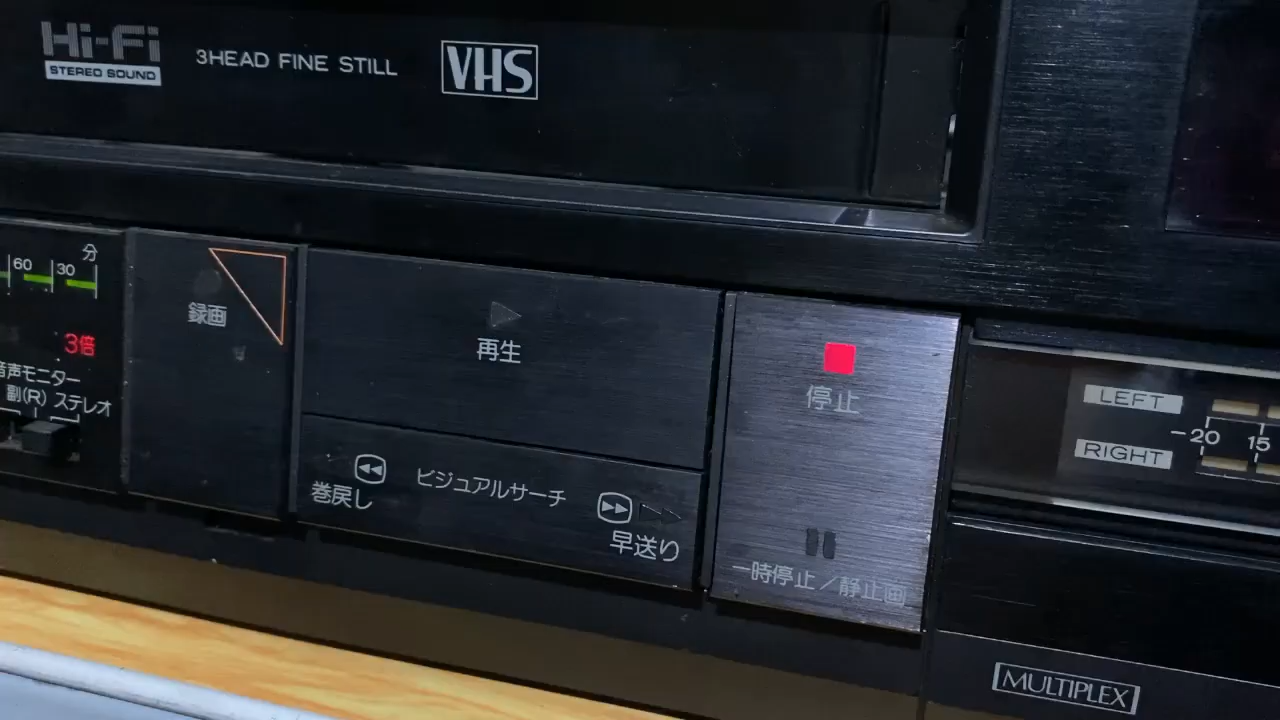 Hi-Fi
STEREO SOUND
3HEAD FINE STILL
VHS
分
60 30
3倍
音声モニター
副(R) ステレオ
録画
再生
ビジュアルサーチ
巻戻し
早送り
停止
一時停止/静止画
LEFT
-20 15
RIGHT
MULTIPLEX